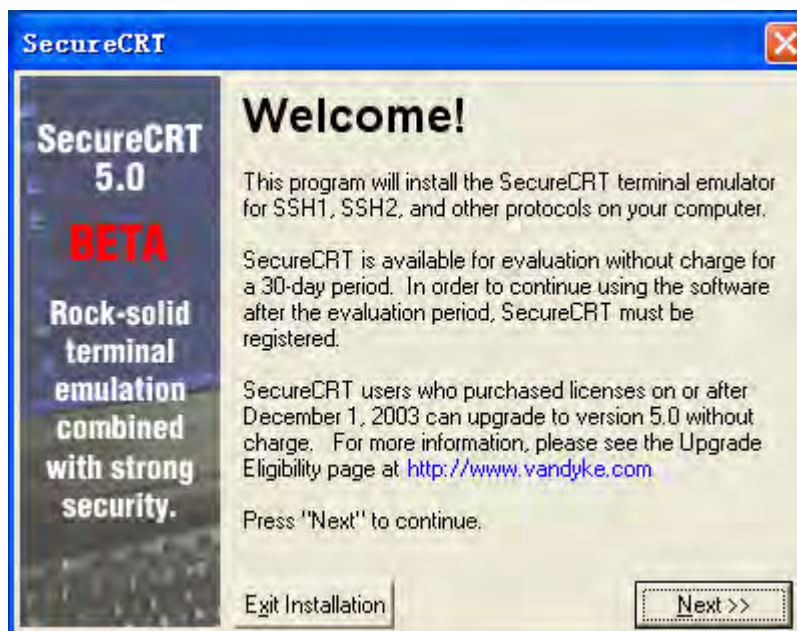 SecureCRT
SecureCRT
5.0
BETA
Rock-solid
terminal
emulation
combined
with strong
security.
Welcome!
This program will install the SecureCRT terminal emulator
for SSH1, SSH2, and other protocols on your computer.
SecureCRT is available for evaluation without charge for
a 30-day period.  In order to continue using the software
after the evaluation period, SecureCRT must be
registered.
SecureCRT users who purchased licenses on or after
December 1, 2003 can upgrade to version 5.0 without
charge.   For more information, please see the Upgrade
Eligibility page at http://www.vandyke.com
Press "Next" to continue.
Exit Installation
Next >>